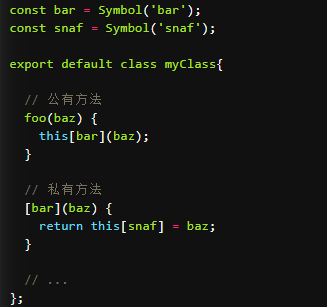 const bar = Symbol('bar');
const snaf = Symbol('snaf');
export default class myClass{
// 公有方法
foo(baz) {
this[bar](baz);
}
// 私有方法
[bar](baz) {
return this[snaf] = baz;
}
// ...
};